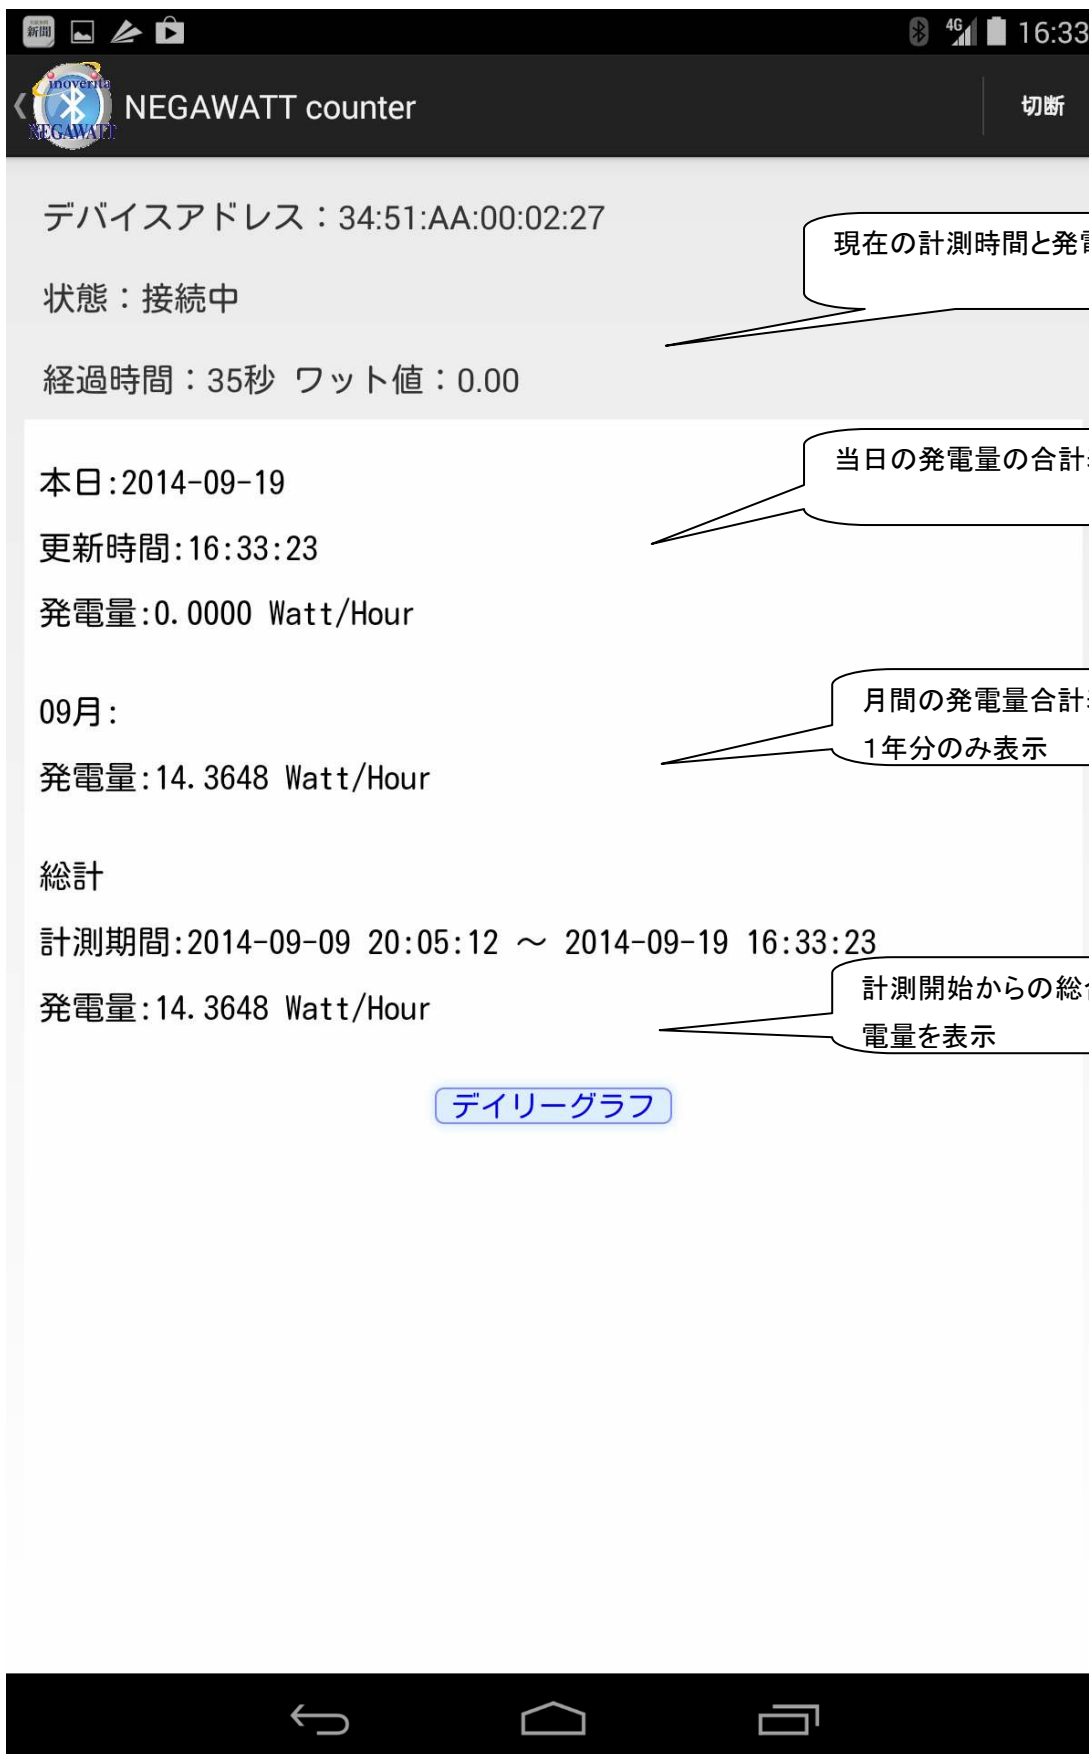 新聞
4G 16:33
inoverita
NEGAWATT
NEGAWATT counter
切断
デバイスアドレス：34:51:AA:00:02:27
現在の計測時間と発
状態：接続中
経過時間：35秒 ワット値：0.00
当日の発電量の合計
本日:2014-09-19
更新時間:16:33:23
発電量:0.0000 Watt/Hour
月間の発電量合計
1年分のみ表示
09月:
発電量:14.3648 Watt/Hour
総計
計測期間:2014-09-09 20:05:12 ～ 2014-09-19 16:33:23
計測開始からの総
電量を表示
発電量:14.3648 Watt/Hour
デイリーグラフ